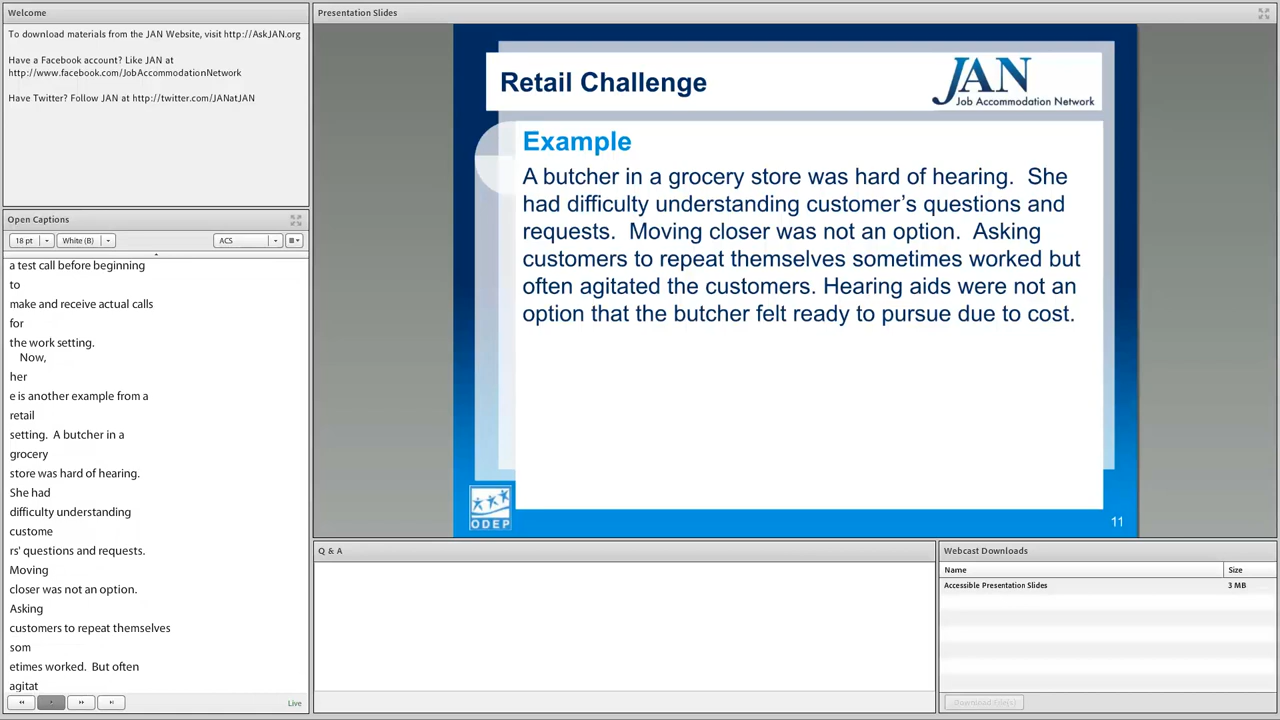 Welcome
To download materials from the JAN Website, visit http://AskJAN.org
Have a Facebook account? Like JAN at
http://www.facebook.com/JobAccommodationNetwork
Have Twitter? Follow JAN at http://twitter.com/JANatJAN
Open Captions
18 pt
White (B)
ACS
a test call before beginning
to
make and receive actual calls
for
the work setting.
Now,
her
e is another example from a
retail
setting. A butcher in a
grocery
store was hard of hearing.
She had
difficulty understanding
custome
rs' questions and requests.
Moving
closer was not an option.
Asking
customers to repeat themselves
som
etimes worked. But often
agitat
Live
Presentation Slides
Retail Challenge
JAN
Job Accommodation Network
Example
A butcher in a grocery store was hard of hearing. She
had difficulty understanding customer’s questions and
requests. Moving closer was not an option. Asking
customers to repeat themselves sometimes worked but
often agitated the customers. Hearing aids were not an
option that the butcher felt ready to pursue due to cost.
ODEP
11
Q & A
Webcast Downloads
Name Size
Accessible Presentation Slides 3 MB
Download File(s)